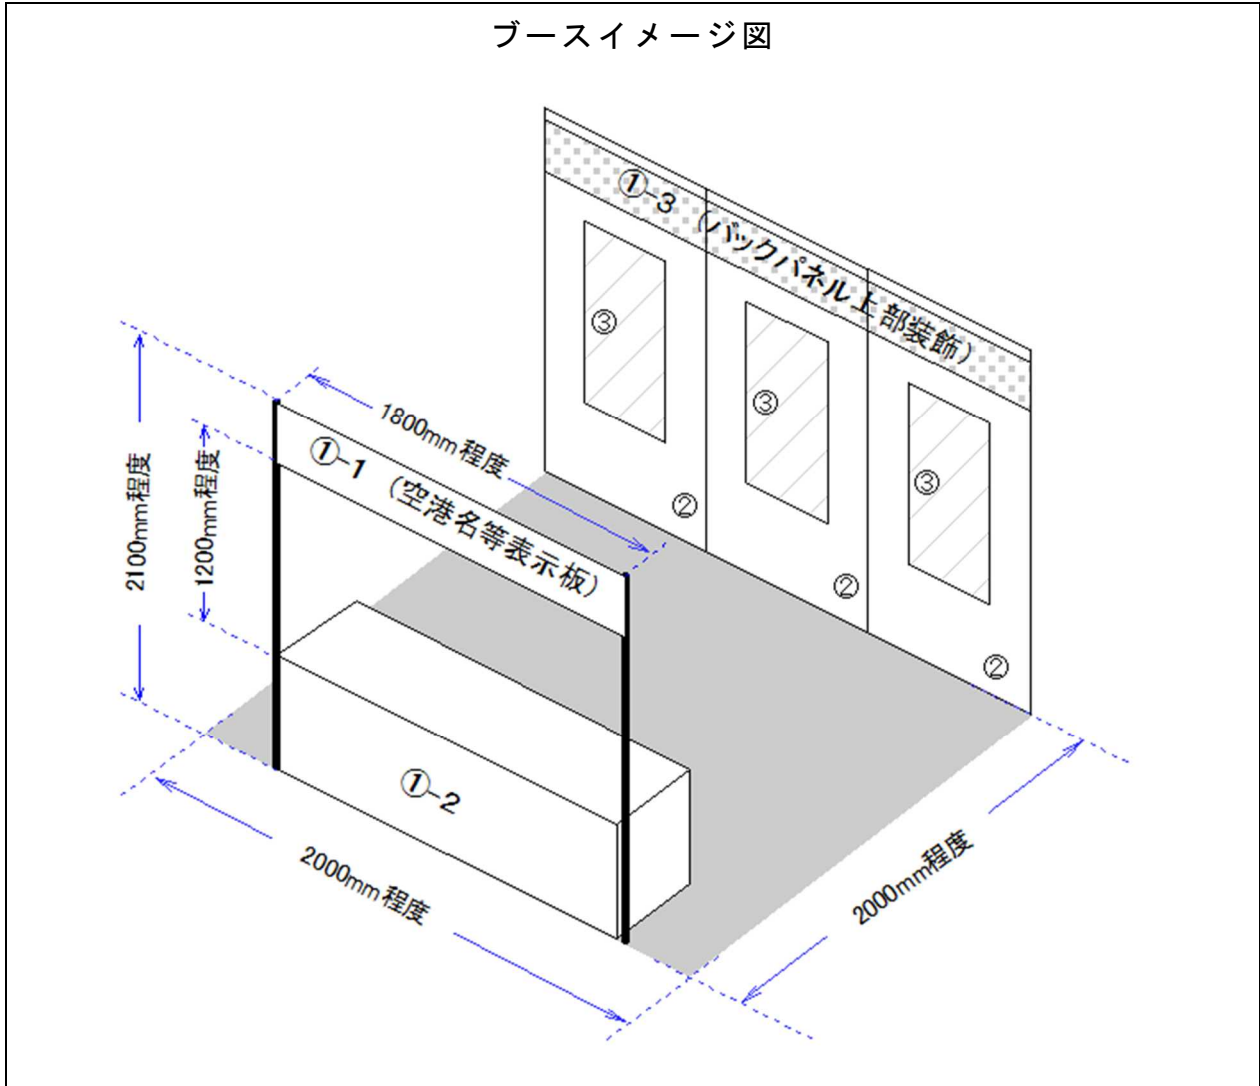 ブースイメージ図
①-3 (バックパネル上部装飾)
③
③
③
②
②
②
1800mm程度
①-1 (空港名等表示板)
2100mm程度
1200mm程度
①-2
2000mm程度
2000mm程度